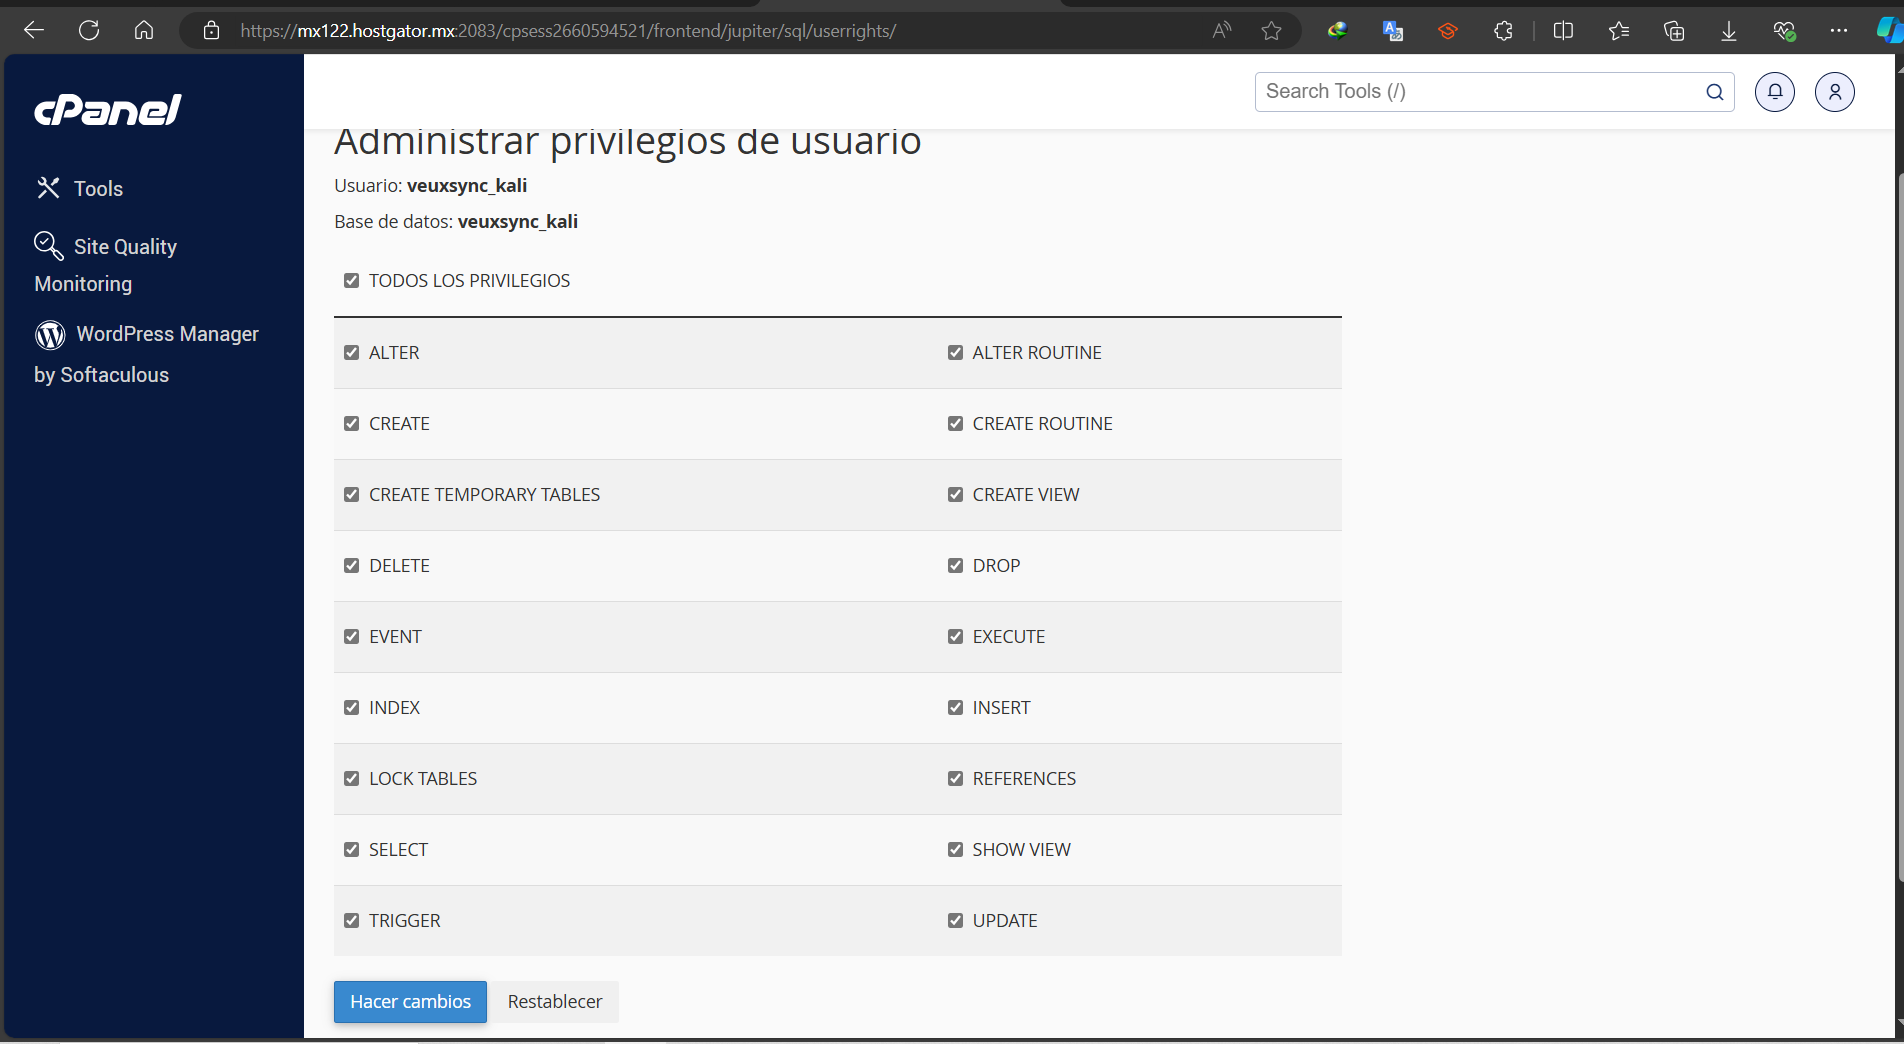 https://mx122.hostgator.mx:2083/cpsess2660594521/frontend/jupiter/sql/userrights/
cPanel
Search Tools (/)
Tools
Site Quality
Monitoring
WordPress Manager
by Softaculous
Administrar privilegios de usuario
Usuario: veuxsync_kali
Base de datos: veuxsync_kali
TODOS LOS PRIVILEGIOS
ALTER
ALTER ROUTINE
CREATE
CREATE ROUTINE
CREATE TEMPORARY TABLES
CREATE VIEW
DELETE
DROP
EVENT
EXECUTE
INDEX
INSERT
LOCK TABLES
REFERENCES
SELECT
SHOW VIEW
TRIGGER
UPDATE
Hacer cambios
Restablecer